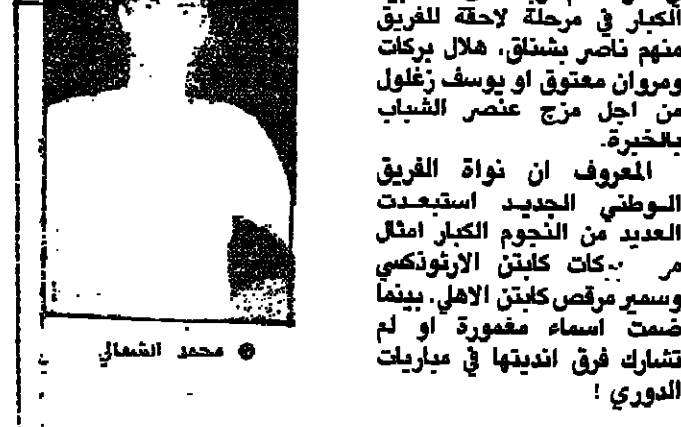 الكبار في مرحلة لاحقة للفريق
منهم ناصر بشناق، هلال بركات
ومروان معتوق او يوسف زغلول
من اجل مزج عنصر الشباب
بالخبرة.
المعروف ان نواة الفريق
الوطني الجديد استبعدت
العديد من النجوم الكبار امثال
كابتن الارثوذكسي
وسمير مرقص كابتن الاهلي. بينما
ضمت اسماء مغمورة او لم
تشارك فرق انديتها في مباريات
الدوري !
محمد الشمالي